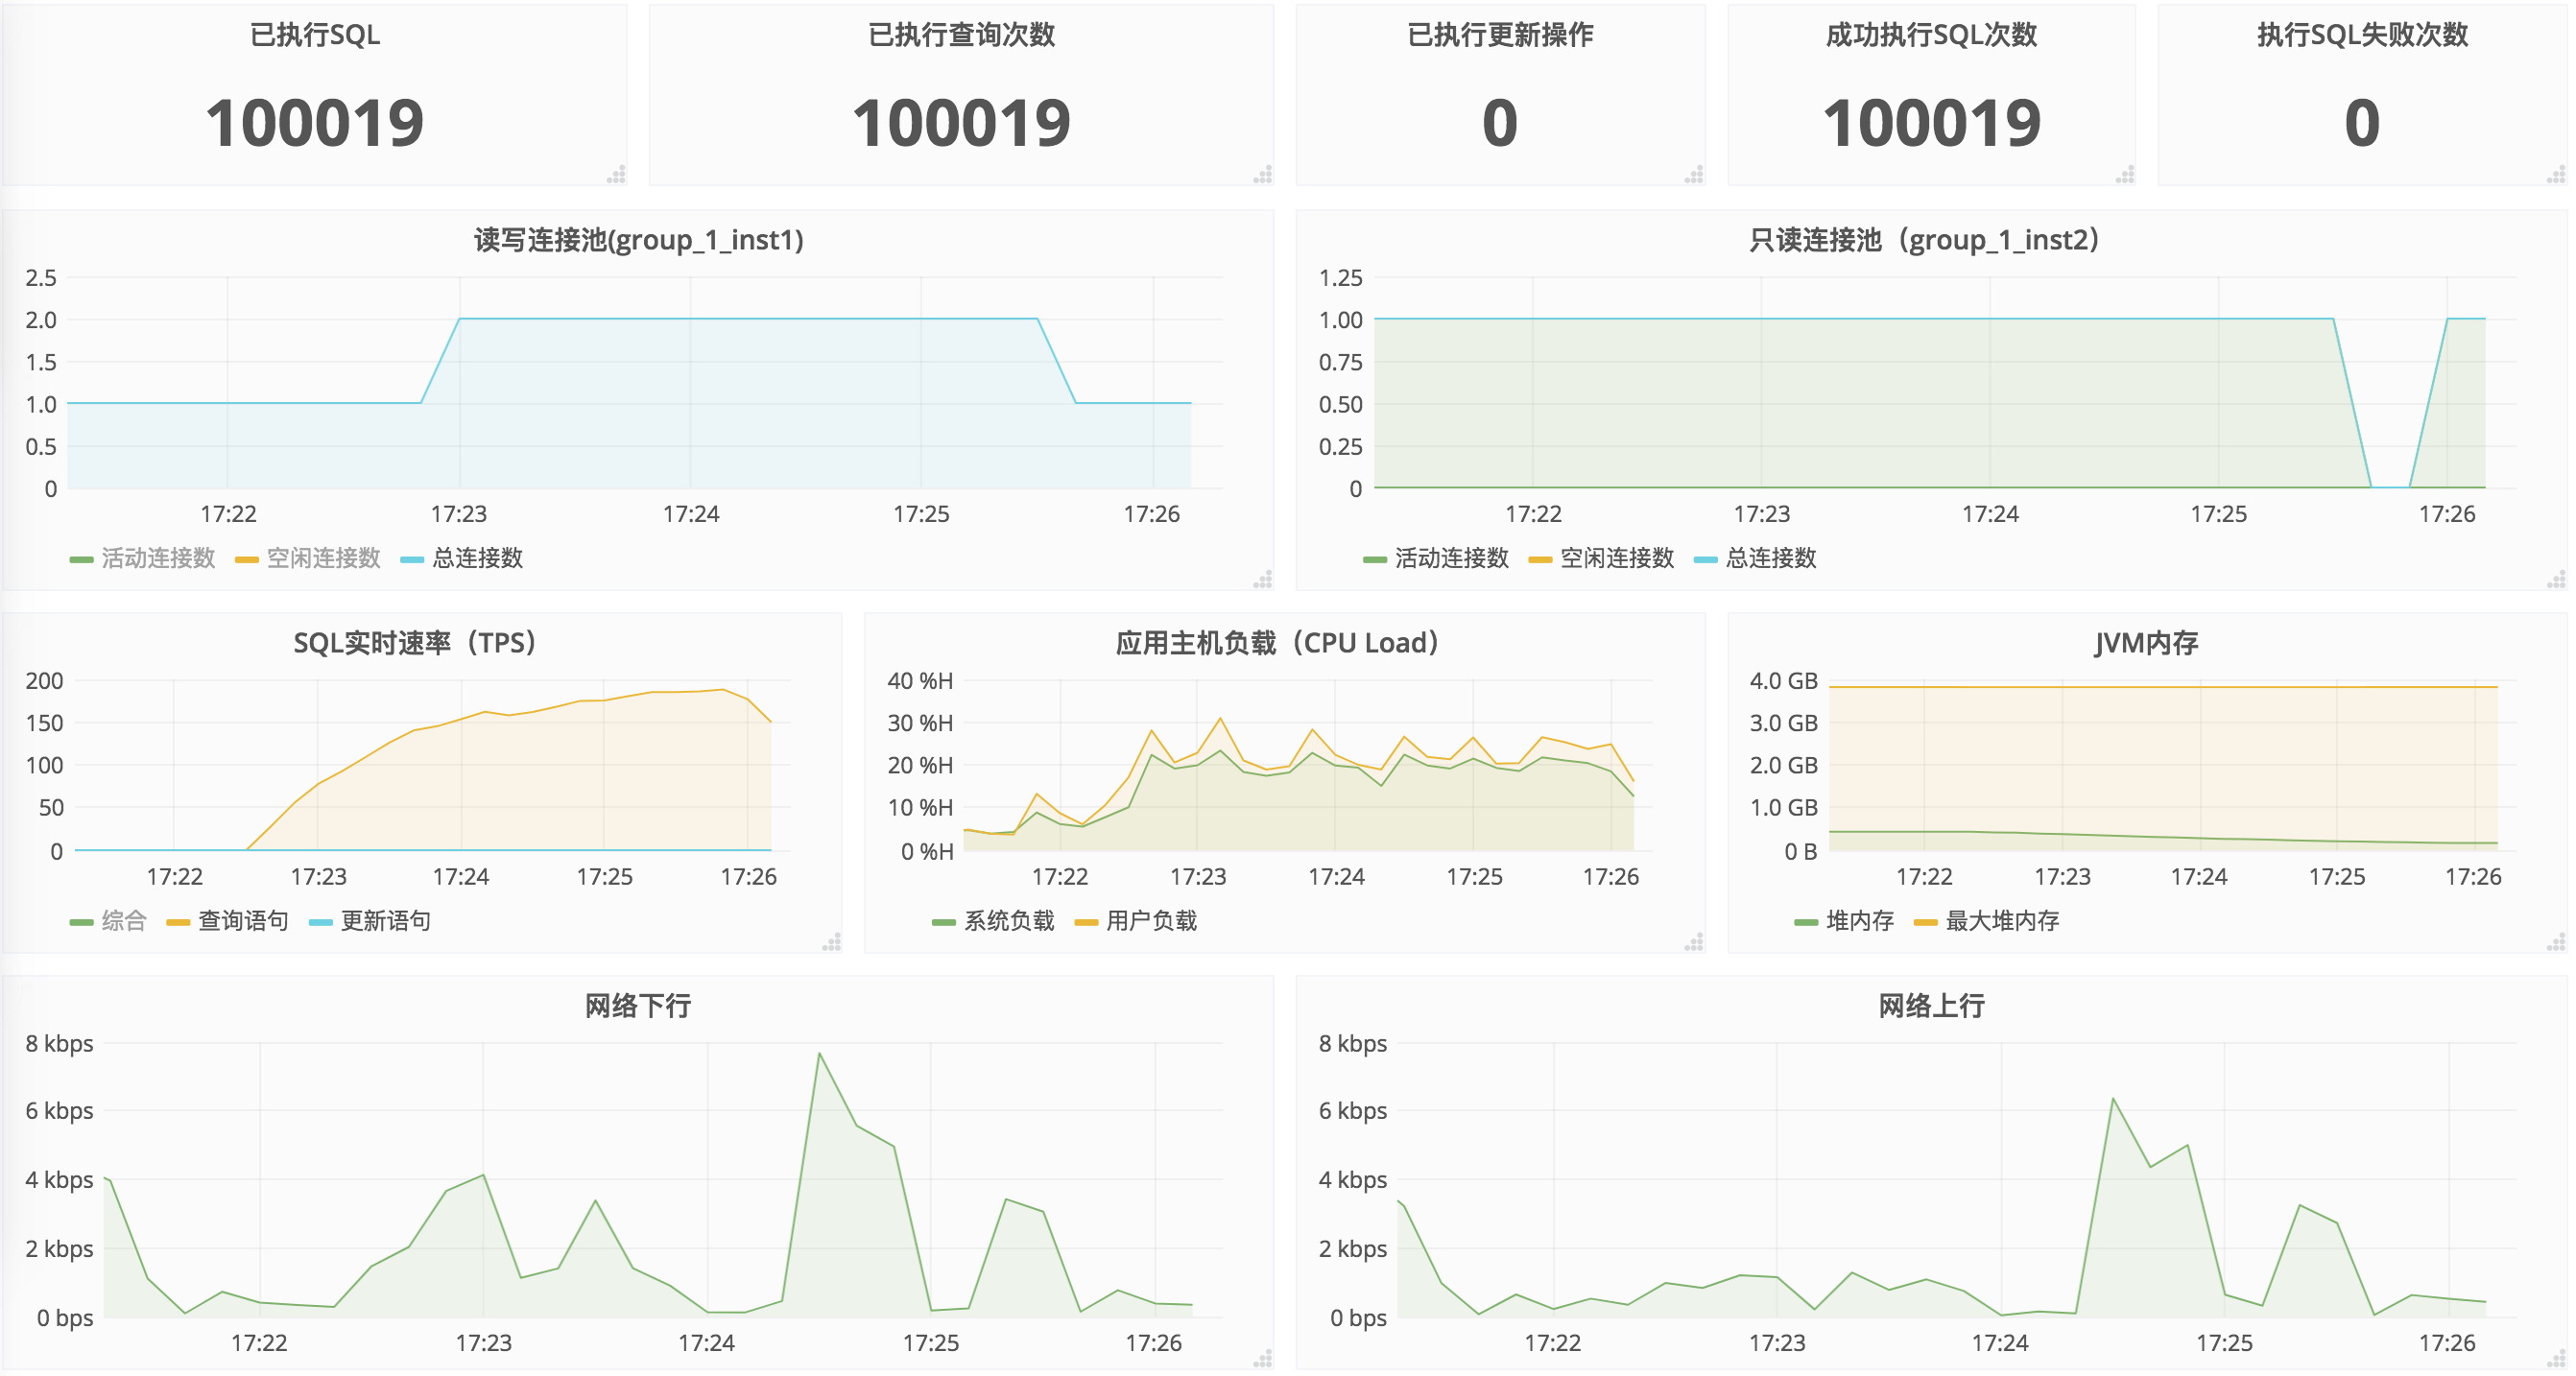 已执行SQL
100019
已执行查询次数
100019
已执行更新操作
0
成功执行SQL次数
100019
执行SQL失败次数
0
读写连接池(group_1_inst1)
2.5
2.0
1.5
1.0
0.5
0
17:22 17:23 17:24 17:25 17:26
活动连接数 空闲连接数 总连接数
只读连接池（group_1_inst2）
1.25
1.00
0.75
0.50
0.25
0
17:22 17:23 17:24 17:25 17:26
活动连接数 空闲连接数 总连接数
SQL实时速率（TPS）
200
150
100
50
0
17:22 17:23 17:24 17:25 17:26
综合 查询语句 更新语句
应用主机负载（CPU Load）
40 %H
30 %H
20 %H
10 %H
0 %H
17:22 17:23 17:24 17:25 17:26
系统负载 用户负载
JVM内存
4.0 GB
3.0 GB
2.0 GB
1.0 GB
0 B
17:22 17:23 17:24 17:25 17:26
堆内存 最大堆内存
网络下行
8 kbps
6 kbps
4 kbps
2 kbps
0 bps
17:22 17:23 17:24 17:25 17:26
网络上行
8 kbps
6 kbps
4 kbps
2 kbps
0 bps
17:22 17:23 17:24 17:25 17:26